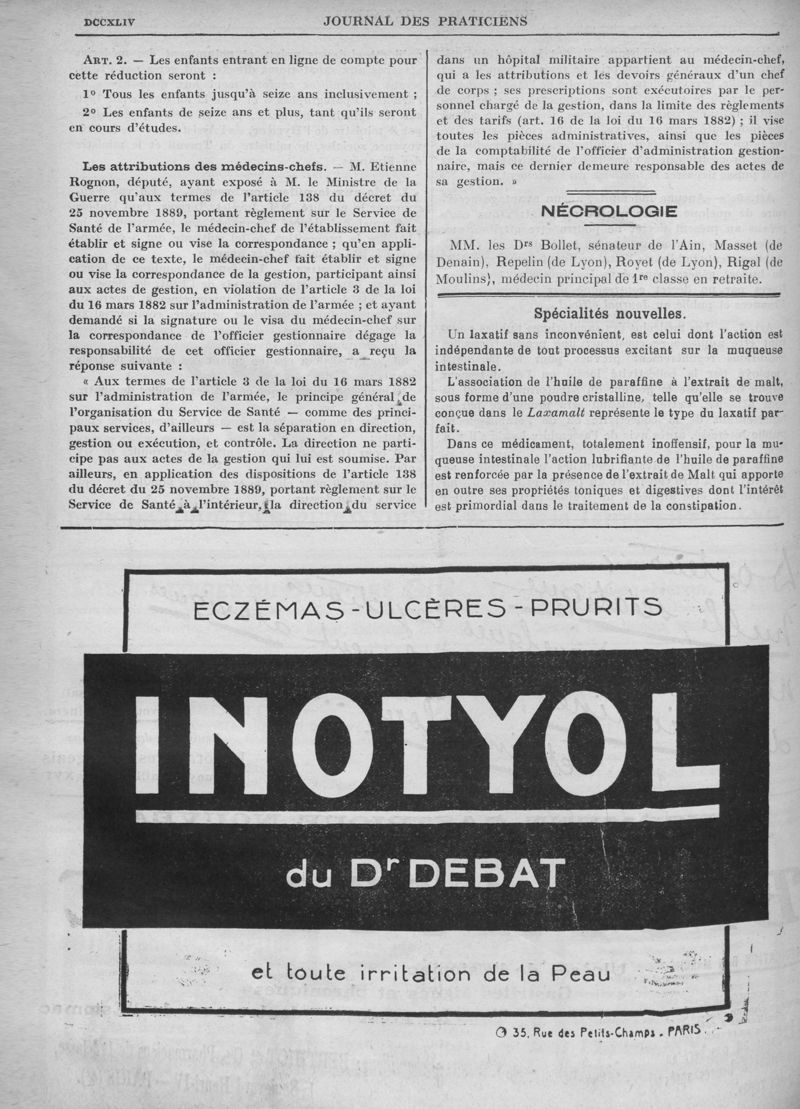 DCCXLIV
JOURNAL DES PRATICIENS
ART. 2. — Les enfants entrant en ligne de compte pour
cette réduction seront :
1º Tous les enfants jusqu'à seize ans inclusivement ;
2º Les enfants de seize ans et plus, tant qu'ils seront
en cours d'études.
Les attributions des médecins-chefs. — M. Etienne
Rognon, député, ayant exposé à M. le Ministre de la
Guerre qu'aux termes de l'article 138 du décret du
25 novembre 1889, portant règlement sur le Service de
Santé de l'armée, le médecin-chef de l'établissement fait
établir et signe ou vise la correspondance ; qu'en appli-
cation de ce texte, le médecin-chef fait établir et signe
ou vise la correspondance de la gestion, participant ainsi
aux actes de gestion, en violation de l'article 3 de la loi
du 16 mars 1882 sur l'administration de l'armée ; et ayant
demandé si la signature ou le visa du médecin-chef sur
la correspondance de l'officier gestionnaire dégage la
responsabilité de cet officier gestionnaire, a reçu la
réponse suivante :
« Aux termes de l'article 3 de la loi du 16 mars 1882
sur l'administration de l'armée, le principe général de
l'organisation du Service de Santé — comme des princi-
paux services, d'ailleurs — est la séparation en direction,
gestion ou exécution, et contrôle. La direction ne parti-
cipe pas aux actes de la gestion qui lui est soumise. Par
ailleurs, en application des dispositions de l'article 138
du décret du 25 novembre 1889, portant règlement sur le
Service de Santé à l'intérieur, la direction du service
dans un hôpital militaire appartient au médecin-chef,
qui a les attributions et les devoirs généraux d'un chef
de corps ; ses prescriptions sont exécutoires par le per-
sonnel chargé de la gestion, dans la limite des règlements
et des tarifs (art. 16 de la loi du 16 mars 1882) ; il vise
toutes les pièces administratives, ainsi que les pièces
de la comptabilité de l'officier d'administration gestion-
naire, mais ce dernier demeure responsable des actes de
sa gestion. »
NÉCROLOGIE
MM. les Drs Bollet, sénateur de l'Ain, Masset (de
Denain), Repelin (de Lyon), Royet (de Lyon), Rigal (de
Moulins), médecin principal de 1re classe en retraite.
Spécialités nouvelles.
Un laxatif sans inconvénient, est celui dont l'action est
indépendante de tout processus excitant sur la muqueuse
intestinale.
L'association de l'huile de paraffine à l'extrait de malt,
sous forme d'une poudre cristalline, telle qu'elle se trouve
conçue dans le Laxamalt représente le type du laxatif par-
fait.
Dans ce médicament, totalement inoffensif, pour la mu-
queuse intestinale l'action lubrifiante de l'huile de paraffine
est renforcée par la présence de l'extrait de Malt qui apporte
en outre ses propriétés toniques et digestives dont l'intérêt
est primordial dans le traitement de la constipation.
ECZÉMAS - ULCÈRES - PRURITS
INOTYOL
du Dr DEBAT
et toute irritation de la Peau
35, Rue des Petits-Champs. PARIS.